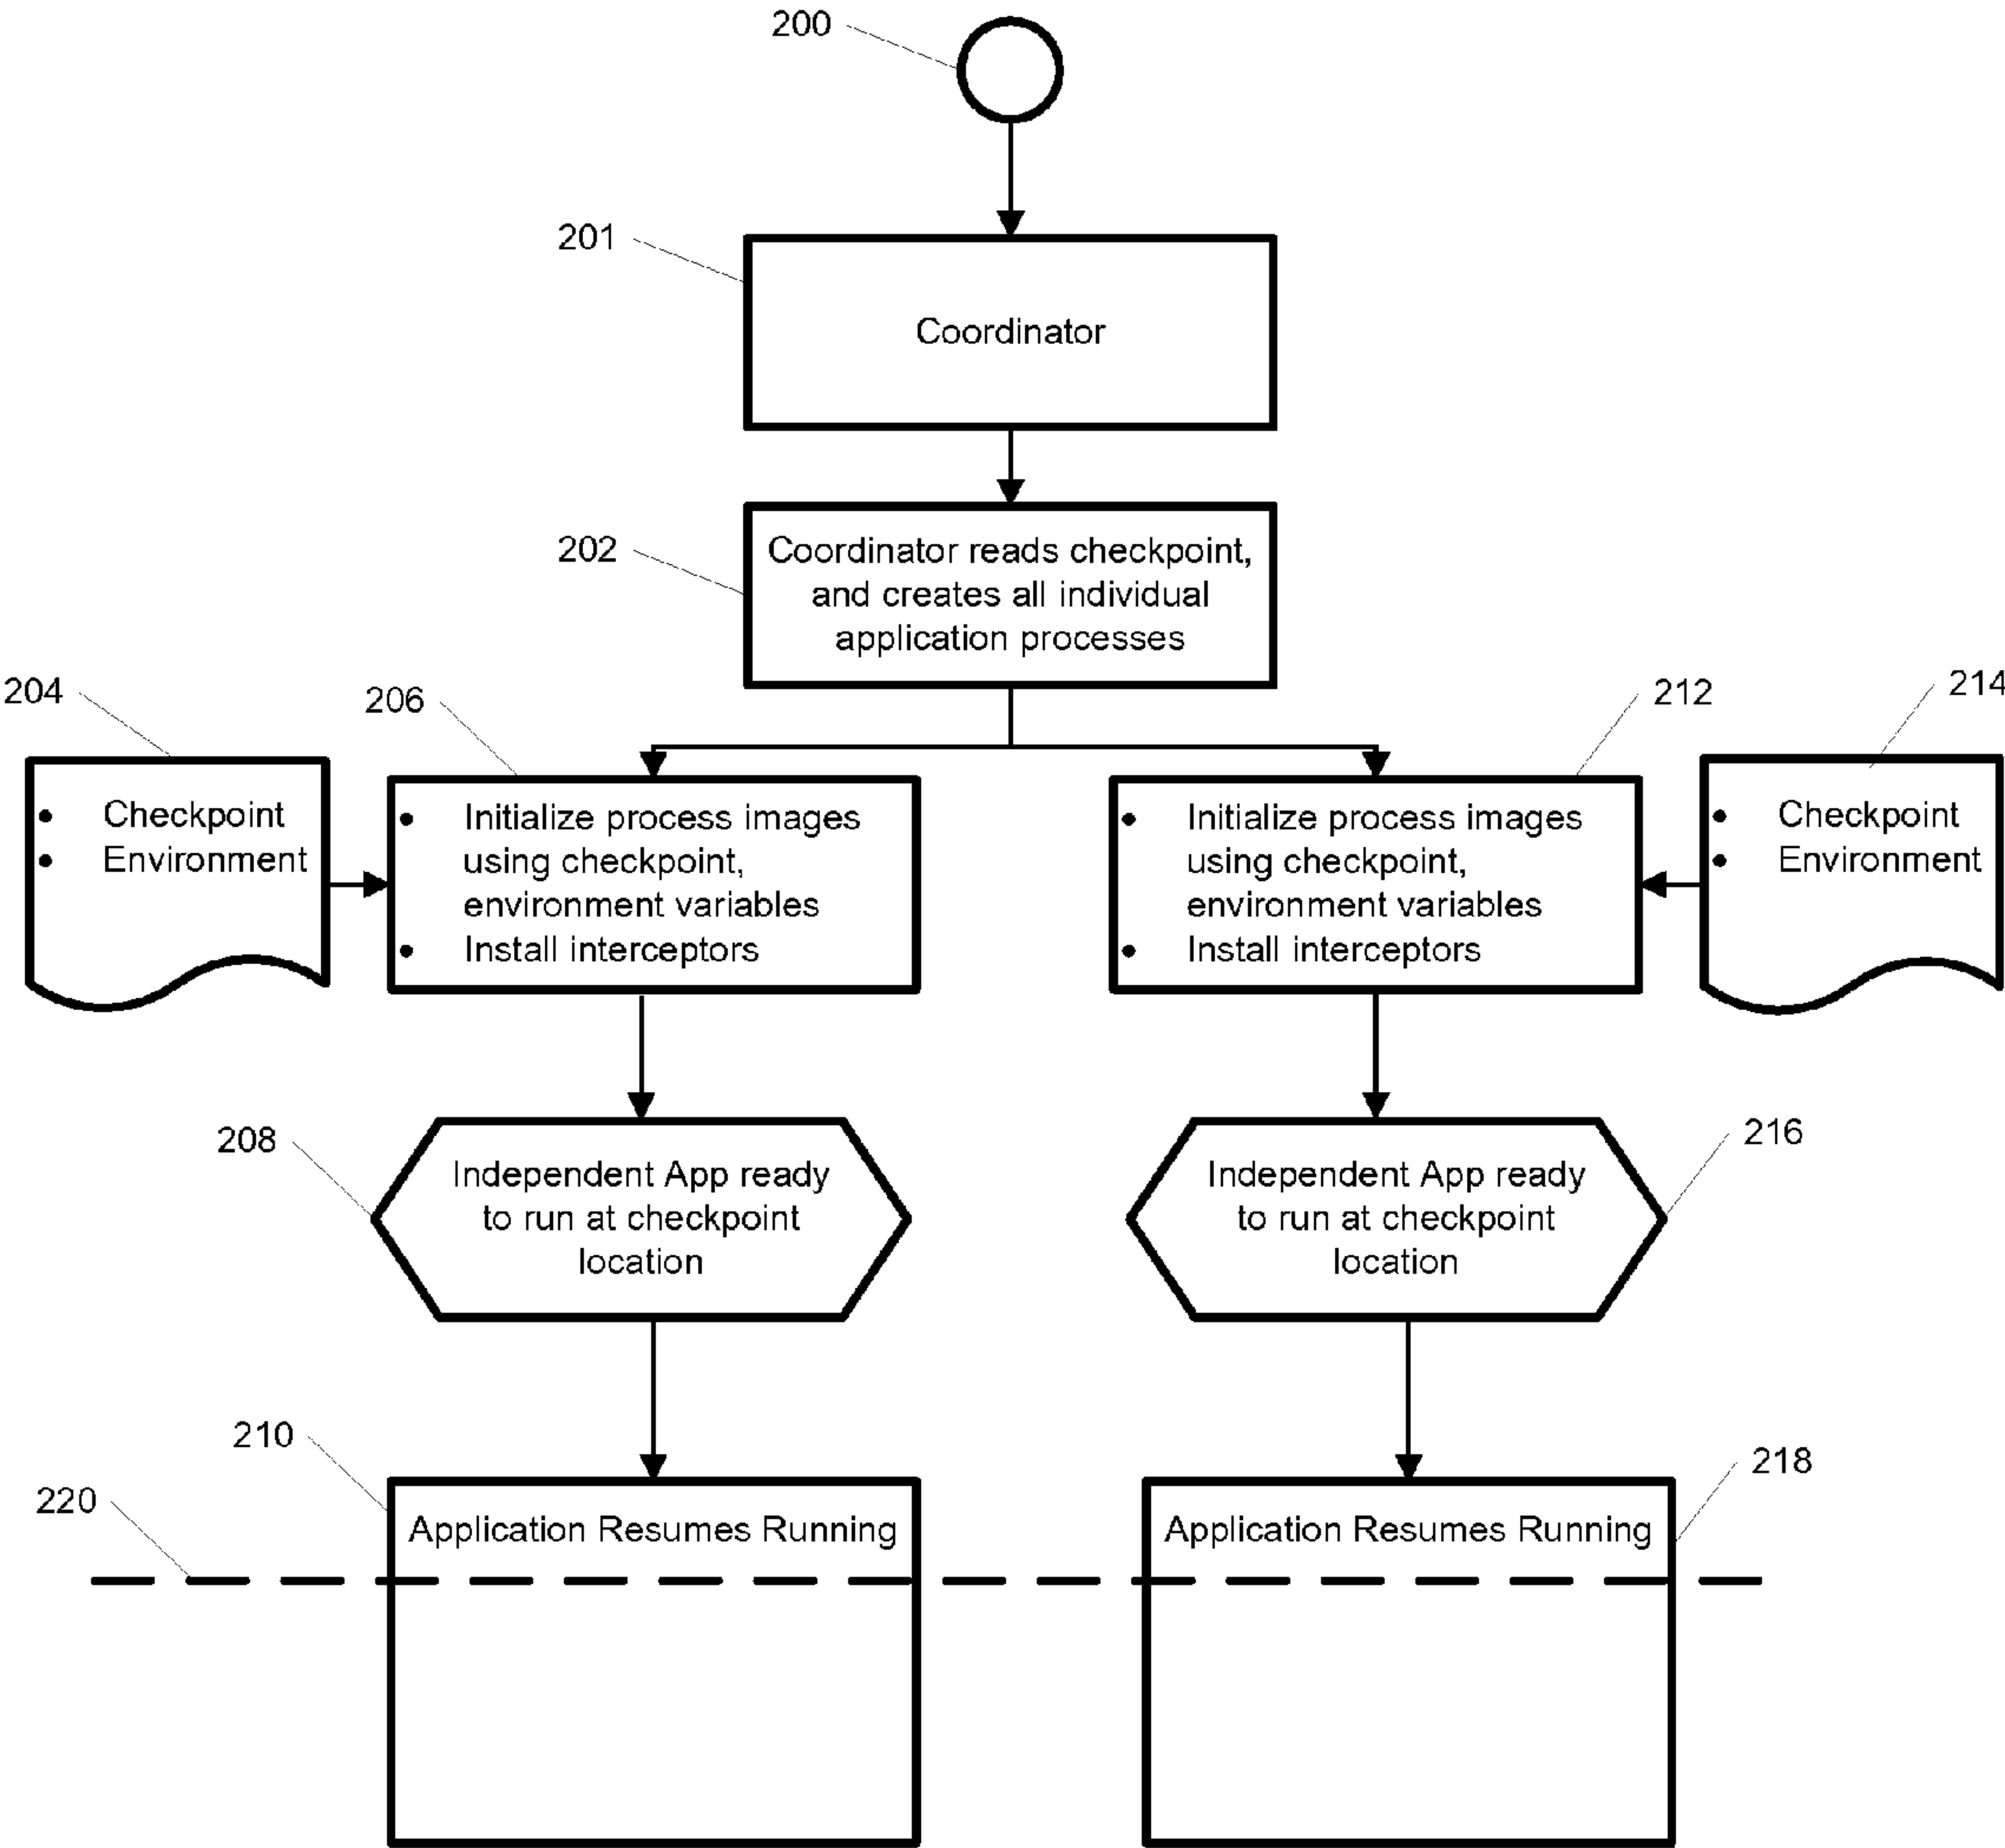 200
201
Coordinator
202
Coordinator reads checkpoint,
and creates all individual
application processes
204
206
212
214
• Checkpoint
• Environment
• Initialize process images
using checkpoint,
environment variables
• Install interceptors
• Initialize process images
using checkpoint,
environment variables
• Install interceptors
• Checkpoint
• Environment
208
Independent App ready
to run at checkpoint
location
Independent App ready
to run at checkpoint
location
216
210
Application Resumes Running
Application Resumes Running
218
220